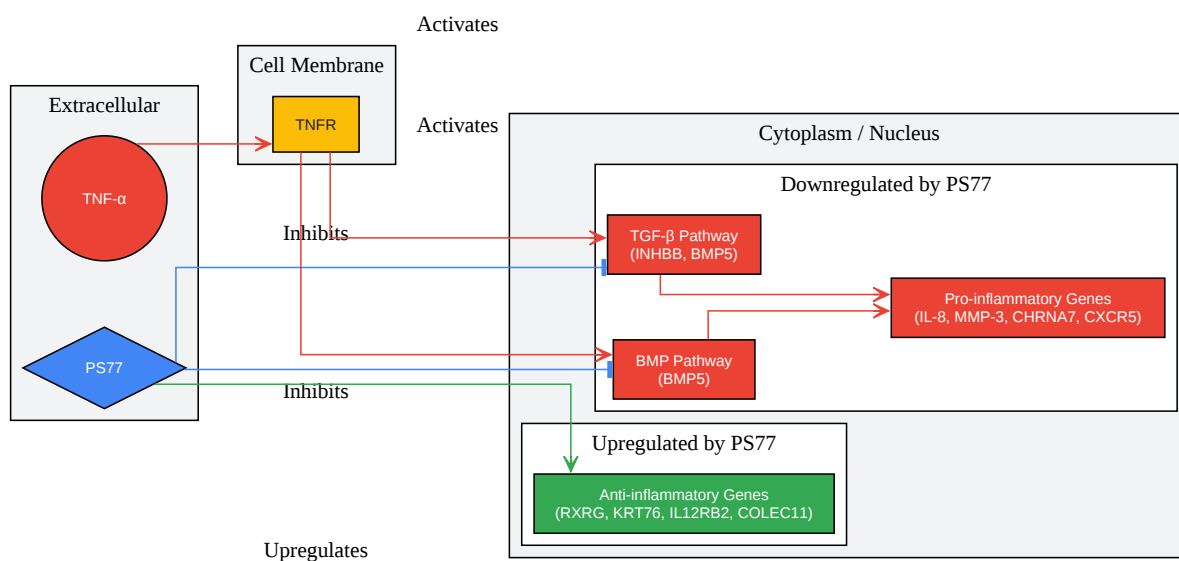 Activates
Cell Membrane
TNFR
Extracellular
TNF-α
Activates
Cytoplasm / Nucleus
Downregulated by PS77
Inhibits
TGF-β Pathway
(INHBB, BMP5)
Pro-inflammatory Genes
(IL-8, MMP-3, CHRNA7, CXCR5)
PS77
BMP Pathway
(BMP5)
Inhibits
Upregulated by PS77
Anti-inflammatory Genes
(RXRG, KRT76, IL12RB2, COLEC11)
Upregulates